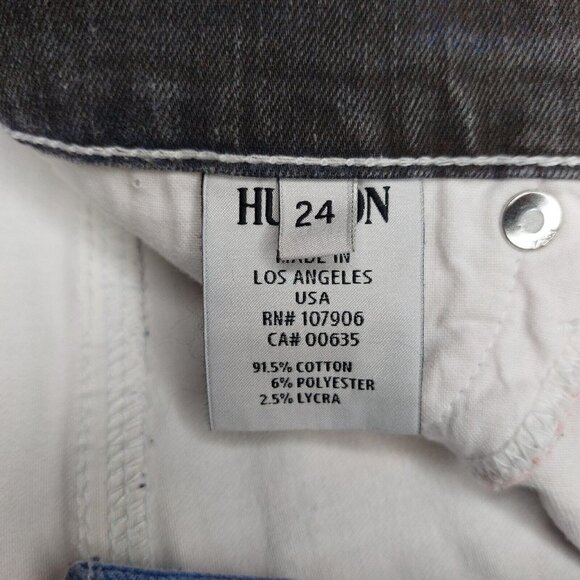 HU 24 ON
MADE IN
LOS ANGELES
USA
RN# 107906
CA# 00635
91.5% COTTON
6% POLYESTER
2.5% LYCRA